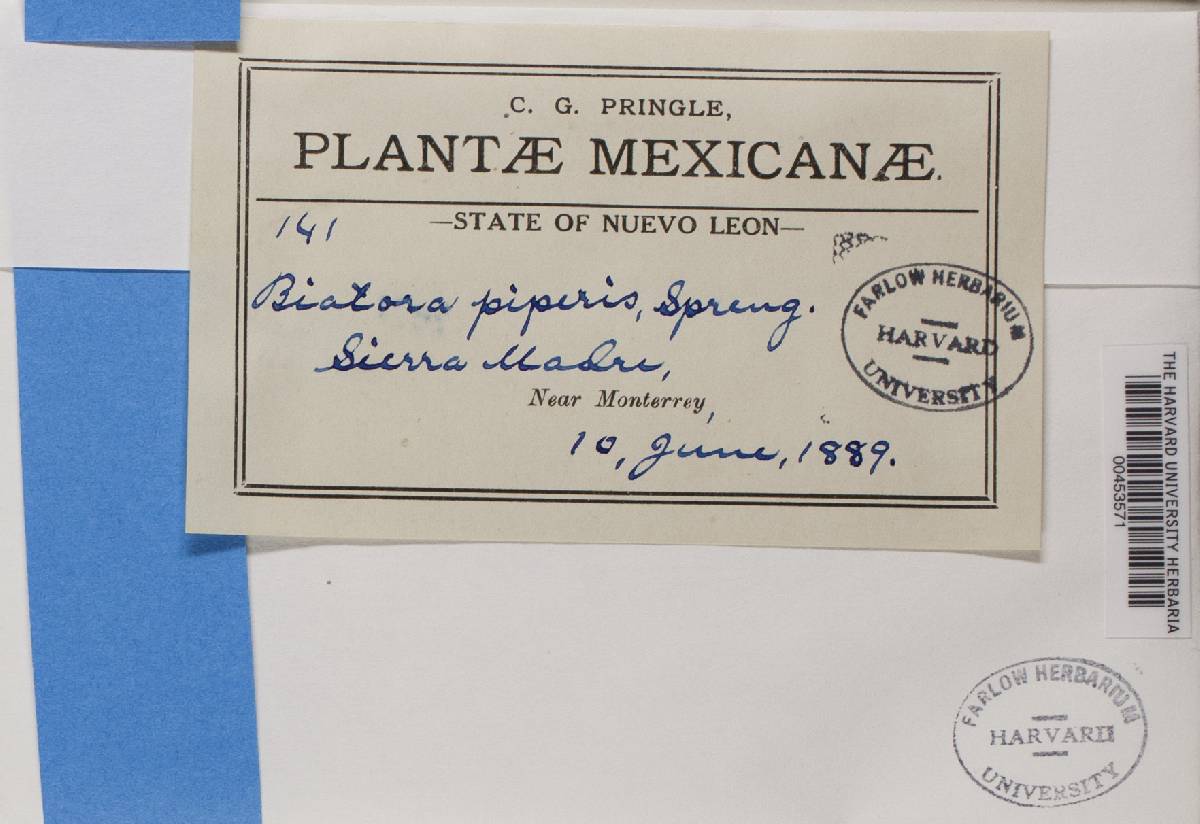 C. G. PRINGLE,
PLANTÆ MEXICANÆ.
141 —STATE OF NUEVO LEON—
Biatora piperis, Spreng.
Sierra Madre,
Near Monterrey,
10, June, 1889.
FARLOW HERBARIUM
HARVARD
UNIVERSITY
THE HARVARD UNIVERSITY HERBARIA
00453571
FARLOW HERBARIUM
HARVARD
UNIVERSITY